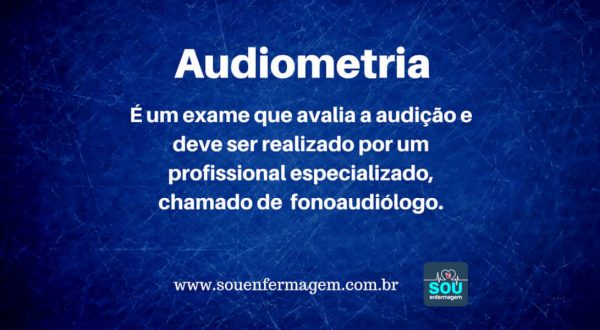 Audiometria
É um exame que avalia a audição e
deve ser realizado por um
profissional especializado,
chamado de fonoaudiólogo.
www.souenfermagem.com.br
SOU
enfermagem